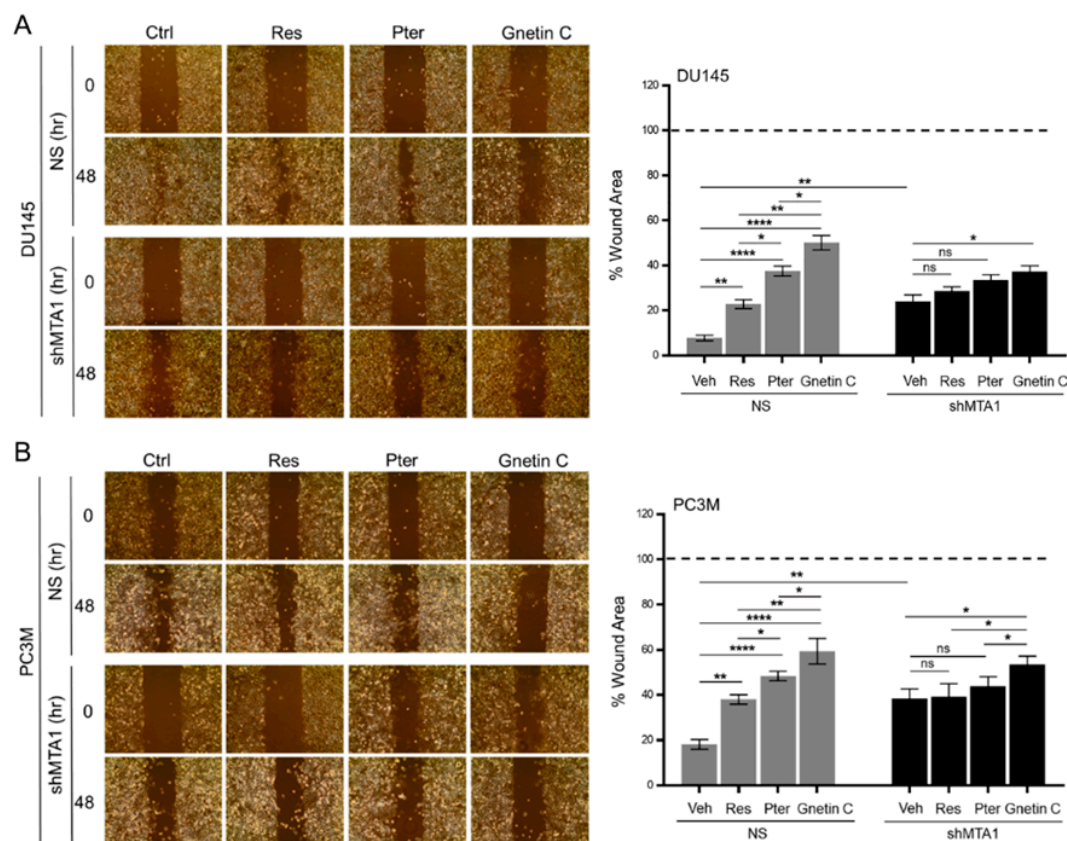 A
Ctrl Res Pter Gnetin C
DU145
NS (hr)
0
48
shMTA1 (hr)
0
48
DU145
% Wound Area
120
100
80
60
40
20
0
**
*
**
****
*
****
**
*
ns
ns
Veh Res Pter Gnetin C Veh Res Pter Gnetin C
NS shMTA1
B
Ctrl Res Pter Gnetin C
PC3M
NS (hr)
0
48
shMTA1 (hr)
0
48
PC3M
% Wound Area
120
100
80
60
40
20
0
**
*
**
****
*
****
**
*
*
ns *
ns
Veh Res Pter Gnetin C Veh Res Pter Gnetin C
NS shMTA1